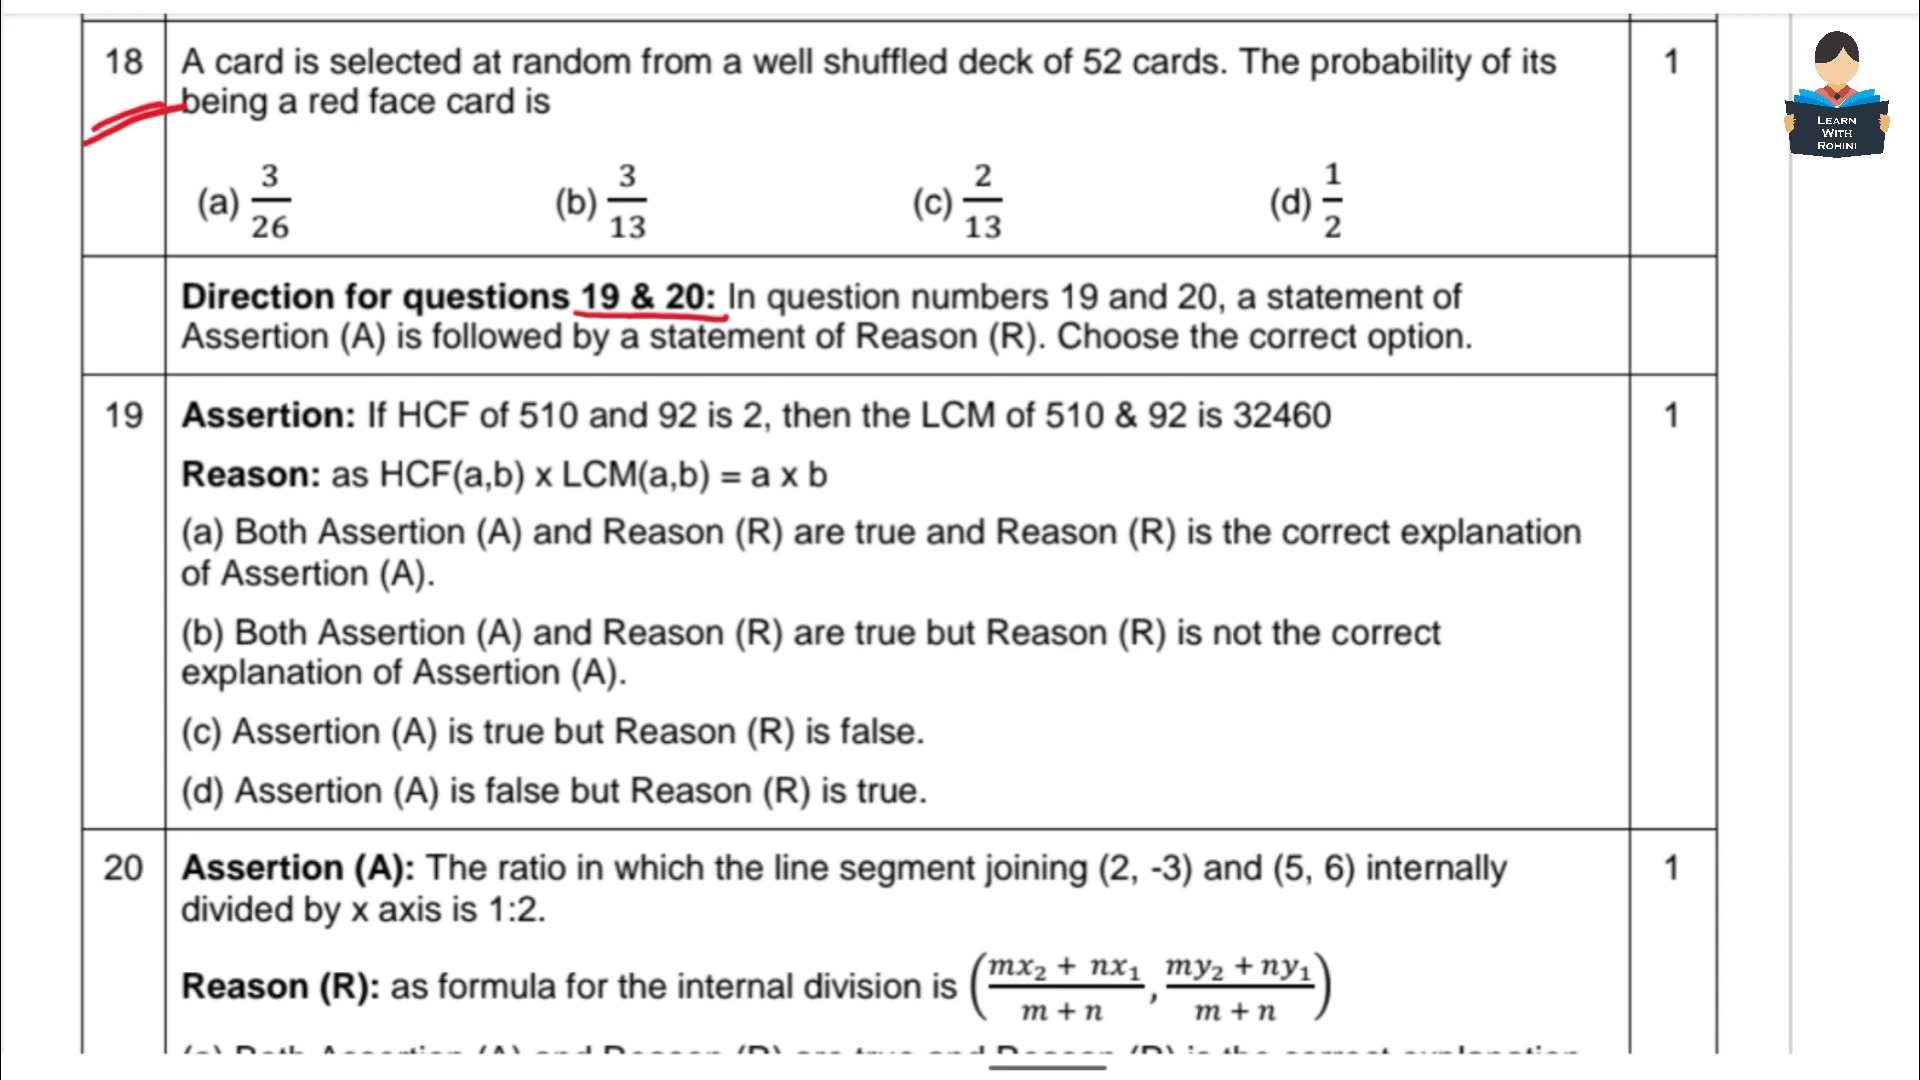 18 A card is selected at random from a well shuffled deck of 52 cards. The probability of its 1
being a red face card is
(a) 3/26 (b) 3/13 (c) 2/13 (d) 1/2
Direction for questions 19 & 20: In question numbers 19 and 20, a statement of
Assertion (A) is followed by a statement of Reason (R). Choose the correct option.
19 Assertion: If HCF of 510 and 92 is 2, then the LCM of 510 & 92 is 32460 1
Reason: as HCF(a,b) x LCM(a,b) = a x b
(a) Both Assertion (A) and Reason (R) are true and Reason (R) is the correct explanation
of Assertion (A).
(b) Both Assertion (A) and Reason (R) are true but Reason (R) is not the correct
explanation of Assertion (A).
(c) Assertion (A) is true but Reason (R) is false.
(d) Assertion (A) is false but Reason (R) is true.
20 Assertion (A): The ratio in which the line segment joining (2, -3) and (5, 6) internally 1
divided by x axis is 1:2.
Reason (R): as formula for the internal division is ((mx₂ + nx₁)/(m + n), (my₂ + ny₁)/(m + n))
LEARN
WITH
ROHINI